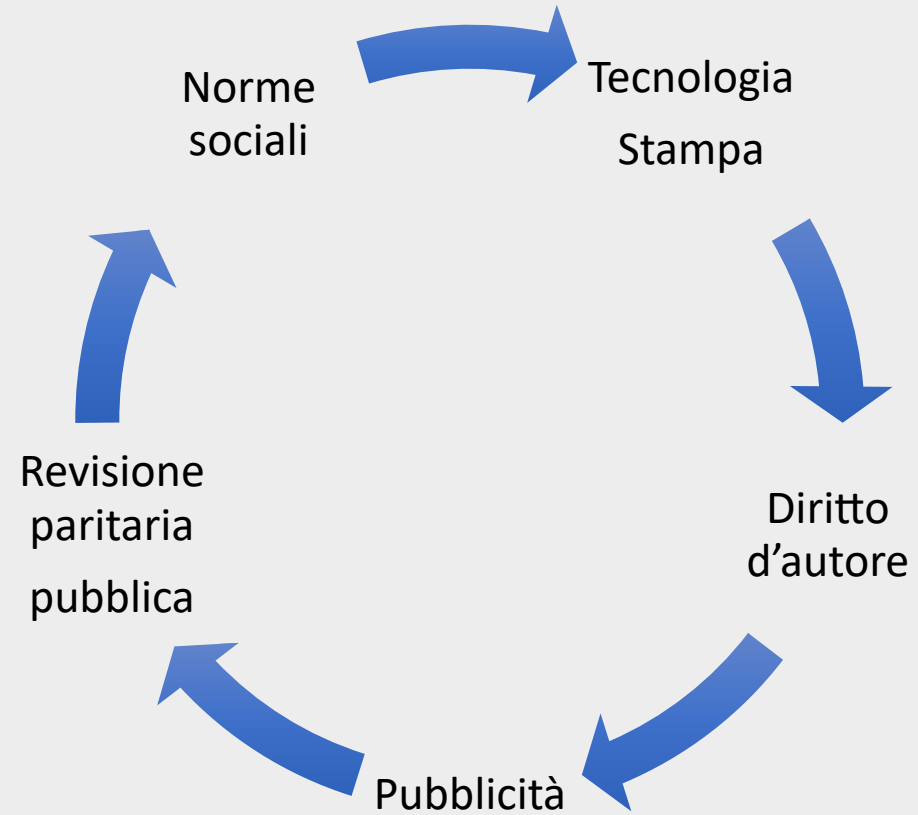 Norme
sociali
Tecnologia
Stampa
Diritto
d’autore
Pubblicità
Revisione
paritaria
pubblica